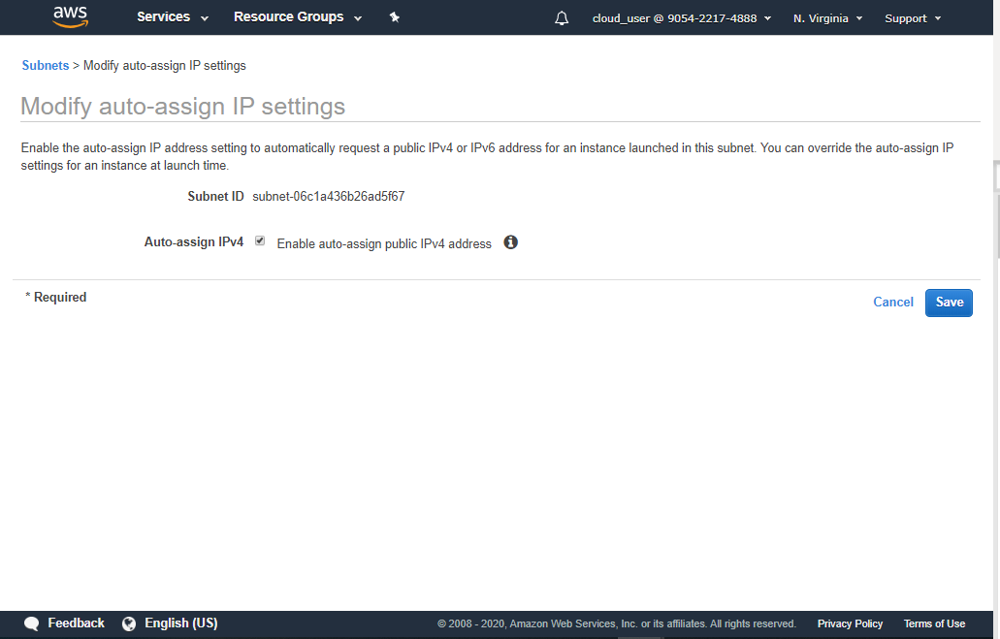 aws Services Resource Groups cloud_user @ 9054-2217-4888 N. Virginia Support
Subnets > Modify auto-assign IP settings
Modify auto-assign IP settings
Enable the auto-assign IP address setting to automatically request a public IPv4 or IPv6 address for an instance launched in this subnet. You can override the auto-assign IP
settings for an instance at launch time.
Subnet ID subnet-06c1a436b26ad5f67
Auto-assign IPv4 Enable auto-assign public IPv4 address
* Required
Cancel Save
Feedback English (US) © 2008 - 2020, Amazon Web Services, Inc. or its affiliates. All rights reserved. Privacy Policy Terms of Use